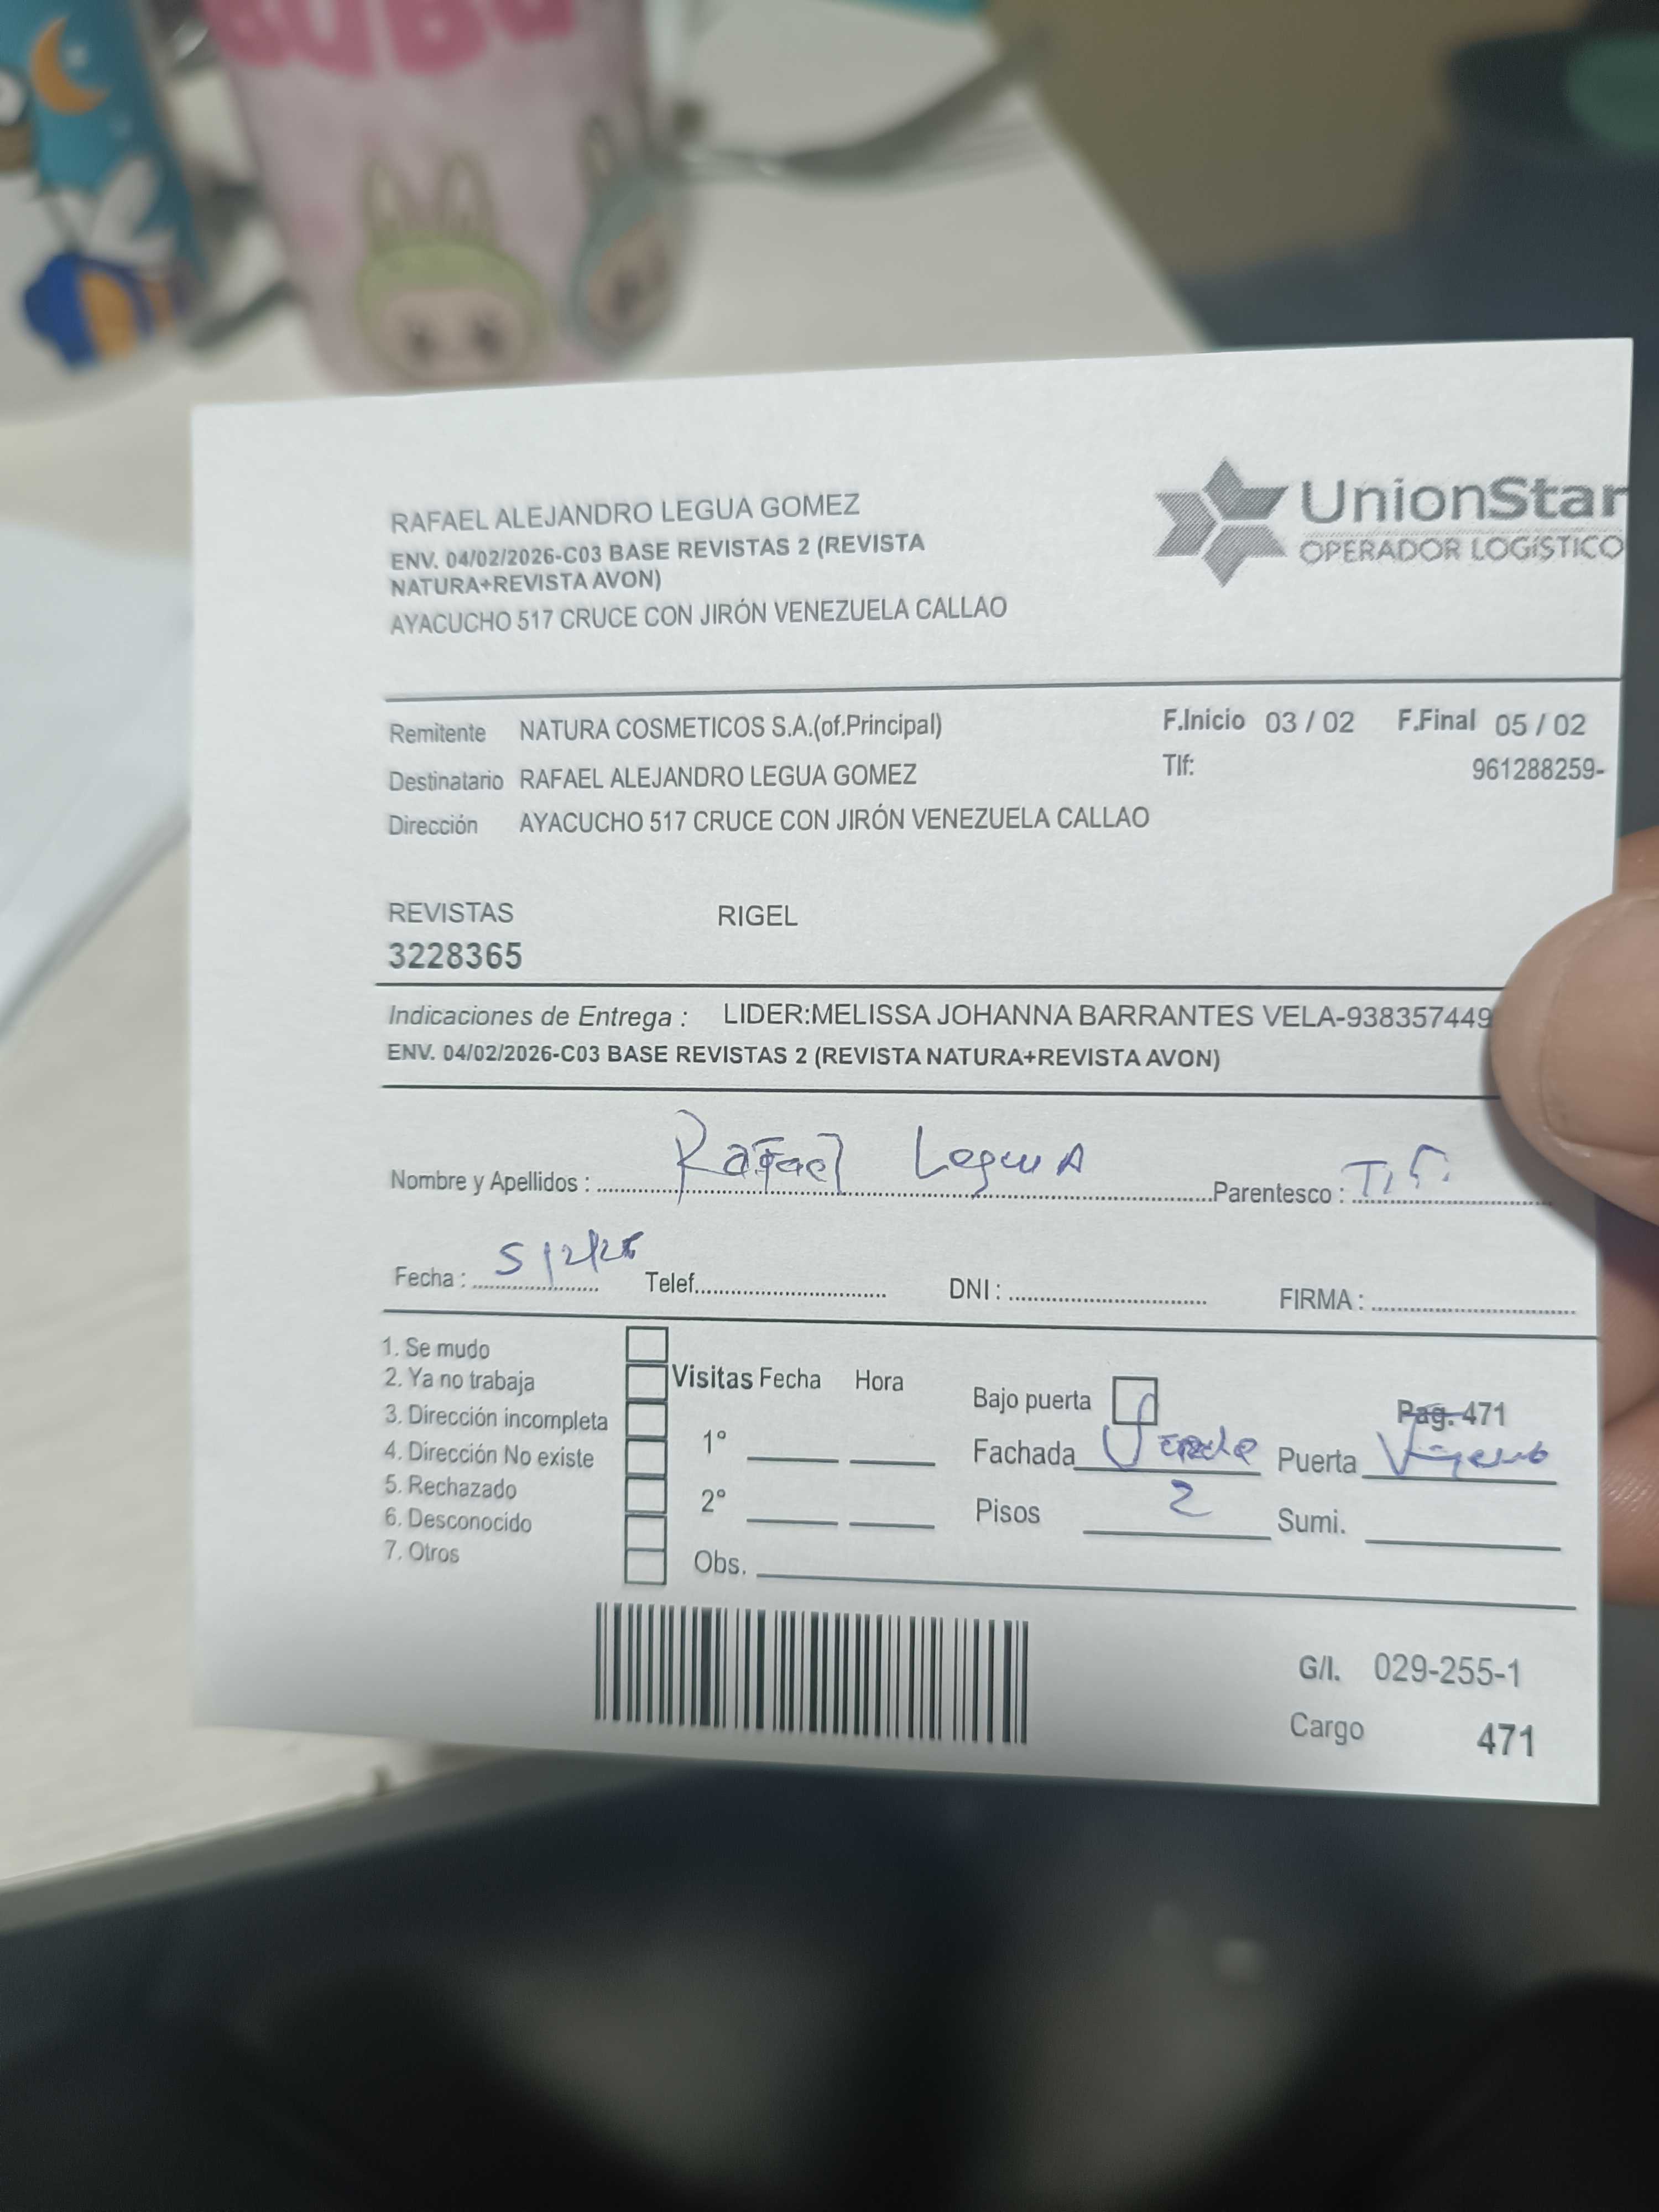 RAFAEL ALEJANDRO LEGUA GOMEZ
ENV. 04/02/2026-C03 BASE REVISTAS 2 (REVISTA
NATURA+REVISTA AVON)
AYACUCHO 517 CRUCE CON JIRÓN VENEZUELA CALLAO
UnionStar
OPERADOR LOGÍSTICO
Remitente NATURA COSMETICOS S.A.(of.Principal) F.Inicio 03 / 02 F.Final 05 / 02
Destinatario RAFAEL ALEJANDRO LEGUA GOMEZ Tlf: 961288259-
Dirección AYACUCHO 517 CRUCE CON JIRÓN VENEZUELA CALLAO
REVISTAS RIGEL
3228365
Indicaciones de Entrega : LIDER:MELISSA JOHANNA BARRANTES VELA-938357449
ENV. 04/02/2026-C03 BASE REVISTAS 2 (REVISTA NATURA+REVISTA AVON)
Nombre y Apellidos : Rafael Legua Parentesco :
Fecha : 5/2/26 Telef. DNI : FIRMA :
1. Se mudo
2. Ya no trabaja
3. Dirección incompleta
4. Dirección No existe
5. Rechazado
6. Desconocido
7. Otros
Visitas Fecha Hora
1°
2°
Obs.
Bajo puerta
Pag. 471
Fachada Puerta
Pisos 2 Sumi.
G/I. 029-255-1
Cargo 471